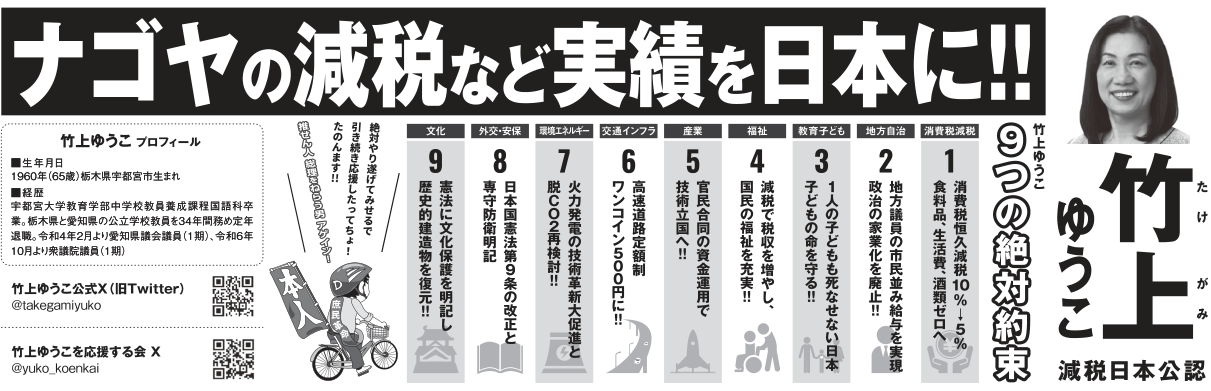 ナゴヤの減税など実績を日本に!!
竹上
たけがみ
ゆうこ
減税日本公認
竹上ゆうこ
9つの絶対約束
消費税減税
1
消費税恒久減税10%→5%
食料品、生活費、酒類ゼロへ
地方自治
2
地方議員の市民並み給与を実現
政治の家業化を廃止!!
教育子ども
3
1人の子どもも死なせない日本
子どもの命を守る!!
福祉
4
減税で税収を増やし、
国民の福祉を充実!!
産業
5
官民合同の資金運用で
技術立国へ!!
交通インフラ
6
高速道路定額制
ワンコイン500円に!!
環境エネルギー
7
火力発電の技術革新大促進と
脱CO2再検討!!
外交・安保
8
日本国憲法第9条の改正と
専守防衛明記
文化
9
憲法に文化保護を明記し
歴史的建造物を復元!!
絶対やり遂げてみせるで
引き続き応援したってちょ!
たのんます!!
推せん人 総理をねらう男 アゲイン!
本人
D
庶民革命
竹上ゆうこ プロフィール
■生年月日
1960年(65歳)栃木県宇都宮市生まれ
■経歴
宇都宮大学教育学部中学校教員養成課程国語科卒
業。栃木県と愛知県の公立学校教員を34年間務め定年
退職。令和4年2月より愛知県議会議員(1期)、令和6年
10月より衆議院議員(1期)
竹上ゆうこ公式X(旧Twitter)
@takegamiyuko
竹上ゆうこを応援する会 X
@yuko_koenkai